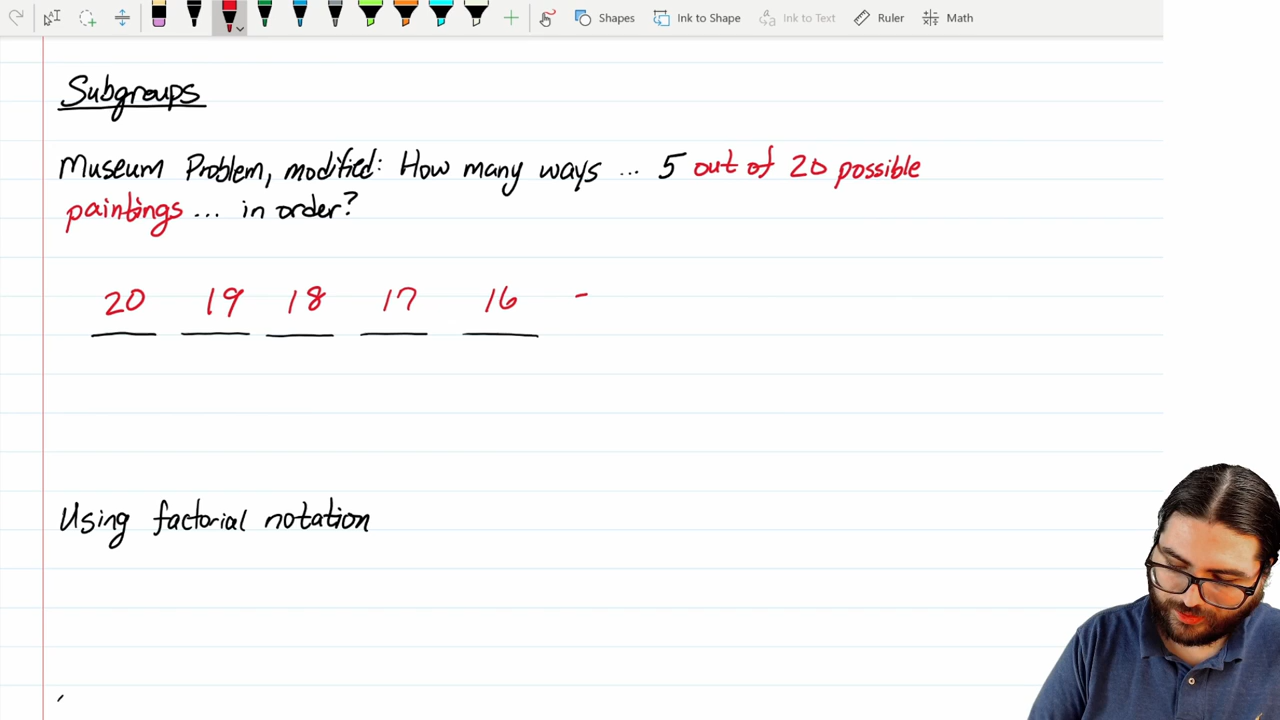 Shapes Ink to Shape Ink to Text Ruler Math
Subgroups
Museum Problem, modified: How many ways ... 5 out of 20 possible
paintings ... in order?
20 19 18 17 16 -
Using factorial notation